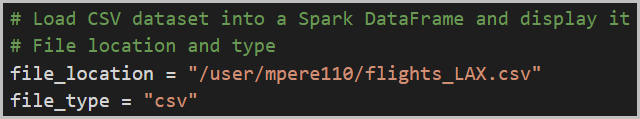 # Load CSV dataset into a Spark DataFrame and display it
# File location and type
file_location = "/user/mpere110/flights_LAX.csv"
file_type = "csv"